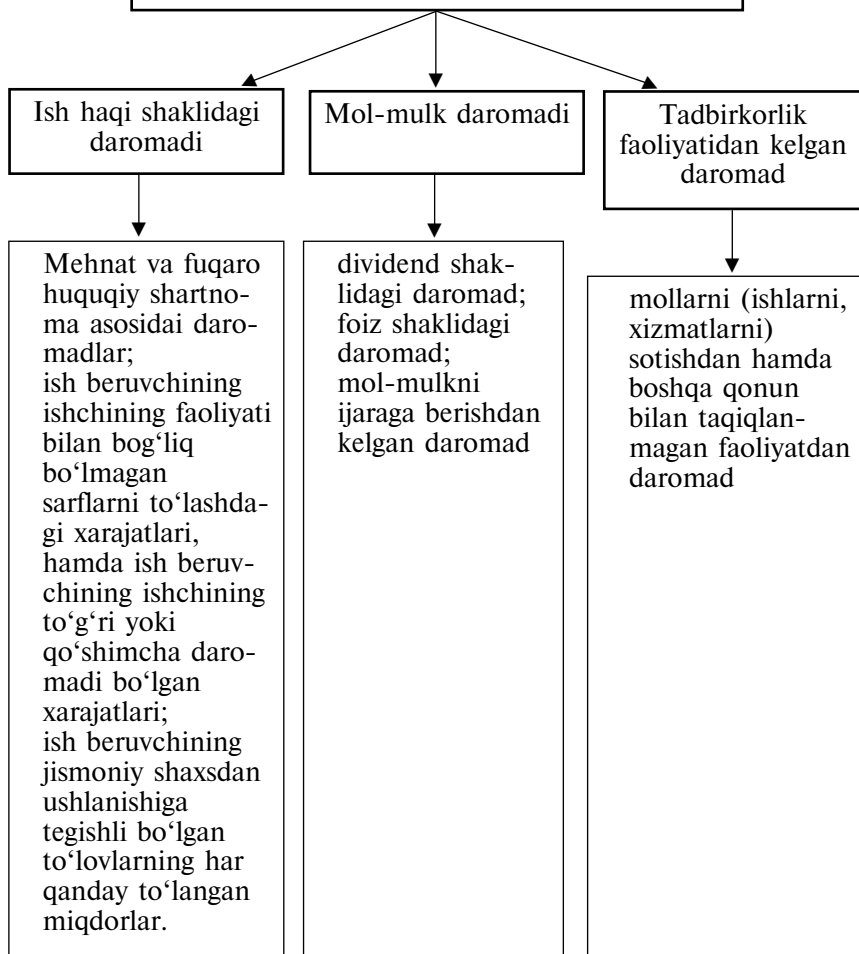 Ish haqi shaklidagi
daromadi
Mol-mulk daromadi
Tadbirkorlik
faoliyatidan kelgan
daromad
Mehnat va fuqaro
huquqiy shartno-
ma asosidai daro-
madlar;
ish beruvchining
ishchining faoliyati
bilan bog‘liq
bo‘lmagan
sarflarni to‘lashda-
gi xarajatlari,
hamda ish beruv-
chining ishchining
to‘g‘ri yoki
qo‘shimcha daro-
madi bo‘lgan
xarajatlari;
ish beruvchining
jismoniy shaxsdan
ushlanishiga
tegishli bo‘lgan
to‘lovlarning har
qanday to‘langan
miqdorlar.
dividend shak-
lidagi daromad;
foiz shaklidagi
daromad;
mol-mulkni
ijaraga berishdan
kelgan daromad
mollarni (ishlarni,
xizmatlarni)
sotishdan hamda
boshqa qonun
bilan taqiqlan-
magan faoliyatdan
daromad